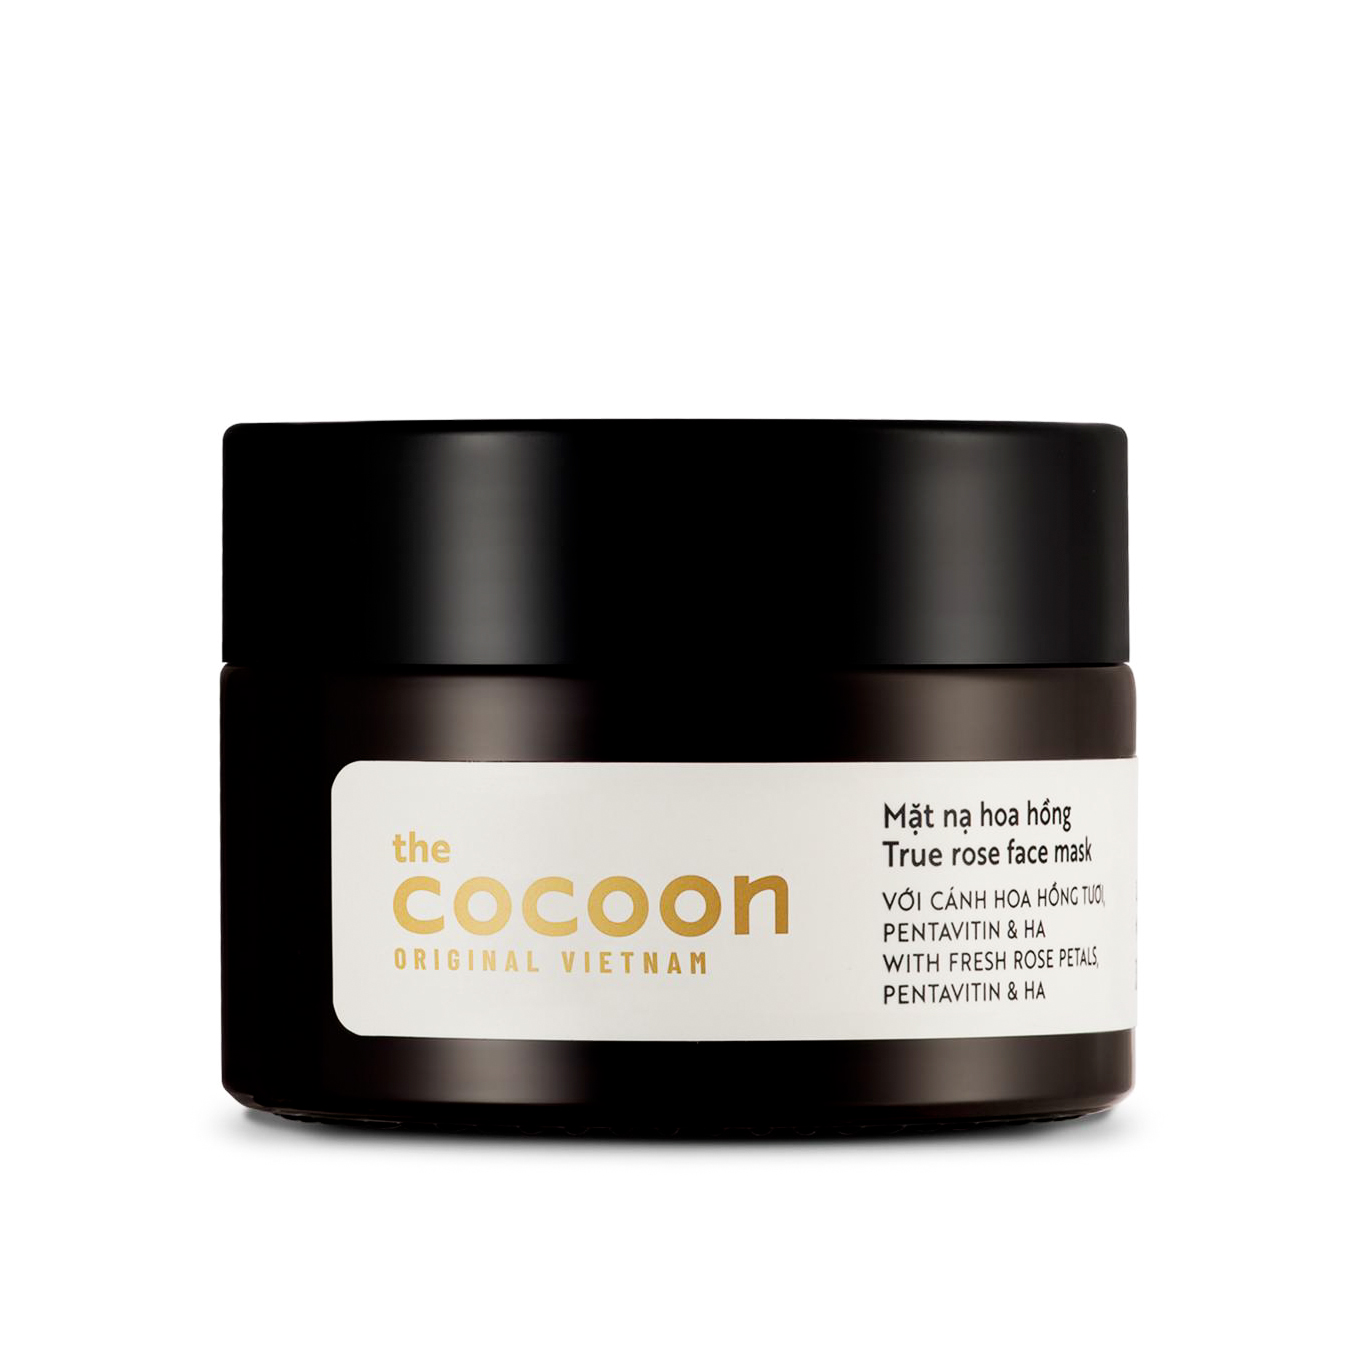 the
cocoon
ORIGINAL VIETNAM
Mặt nạ hoa hồng
True rose face mask
VỚI CÁNH HOA HỒNG TƯƠI,
PENTAVITIN & HA
WITH FRESH ROSE PETALS,
PENTAVITIN & HA